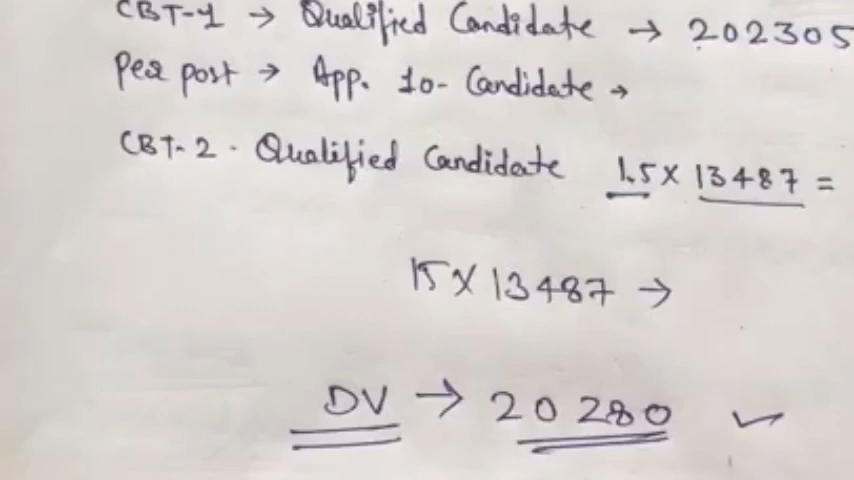 CBT-1 → Qualified Candidate → 202305
Per post → App. 10- Candidate →
CBT-2 - Qualified Candidate 1.5 x 13487 =
15 x 13487 →
DV → 20280 ✓